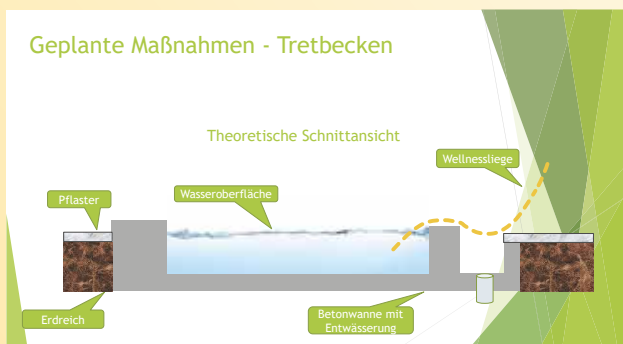 Geplante Maßnahmen - Tretbecken
Theoretische Schnittansicht
Wellnessliege
Wasseroberfläche
Pflaster
Erdreich
Betonwanne mit
Entwässerung